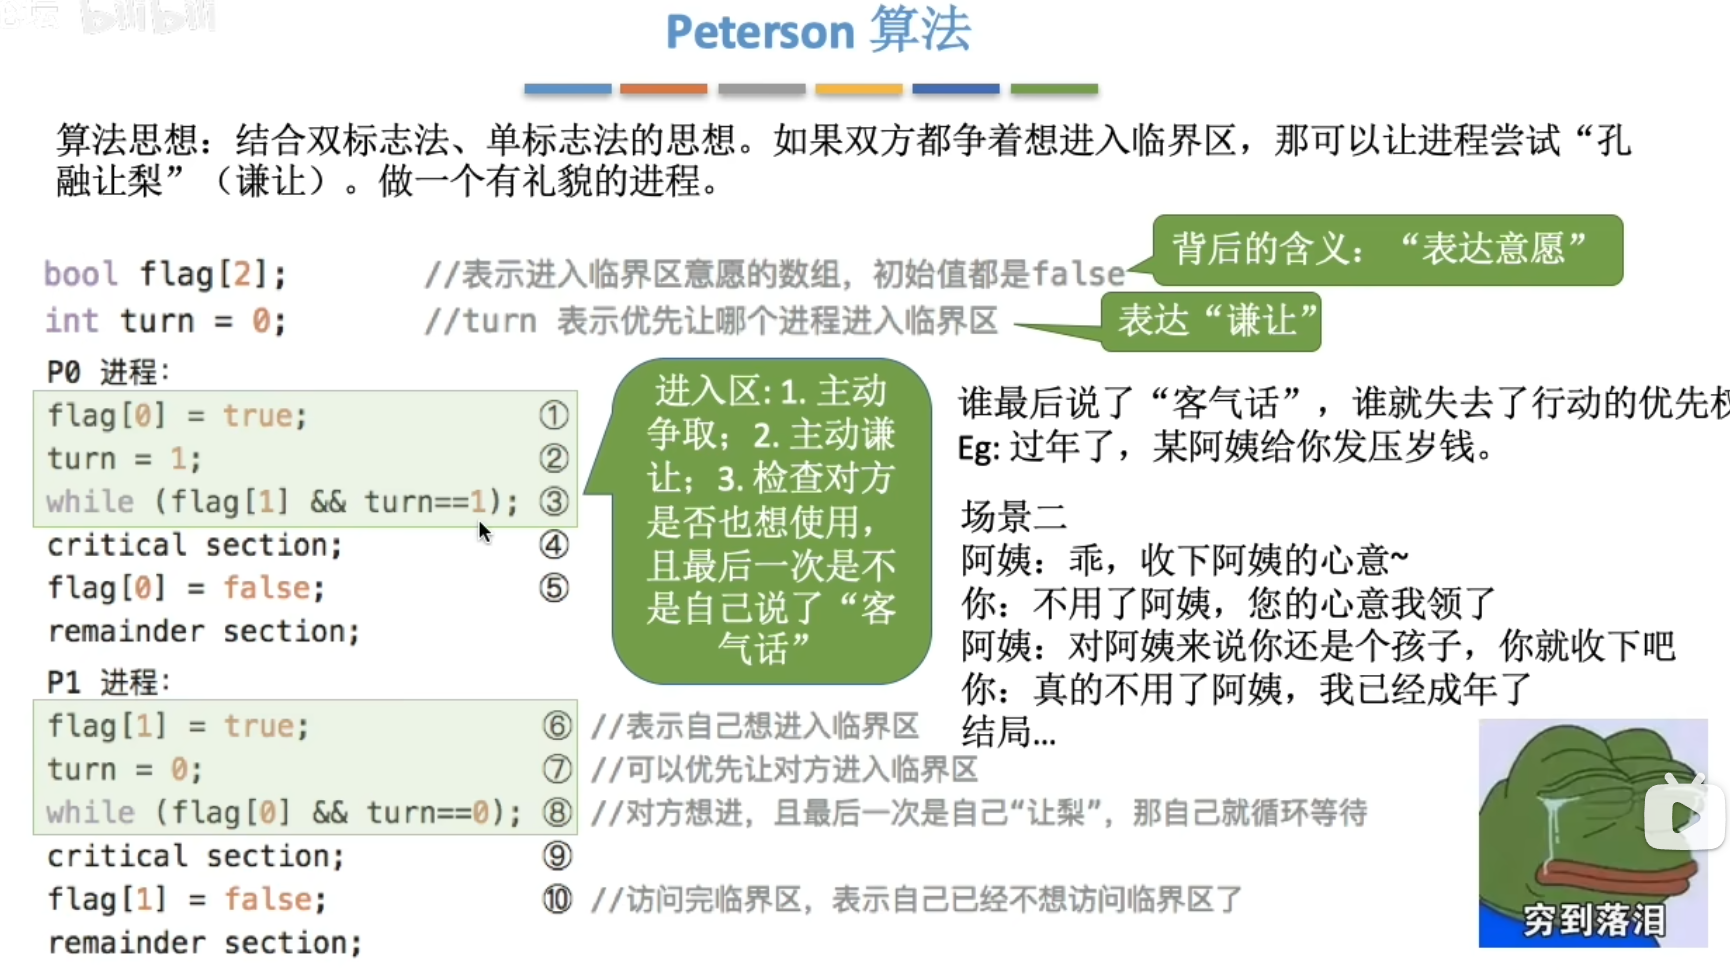 bilibili
Peterson 算法
算法思想：结合双标志法、单标志法的思想。如果双方都争着想进入临界区，那可以让进程尝试“孔
融让梨”（谦让）。做一个有礼貌的进程。
背后的含义：“表达意愿”
bool flag[2]; //表示进入临界区意愿的数组，初始值都是false
int turn = 0; //turn 表示优先让哪个进程进入临界区
表达“谦让”
P0 进程：
flag[0] = true; ①
turn = 1; ②
while (flag[1] && turn==1); ③
critical section; ④
flag[0] = false; ⑤
remainder section;
进入区: 1. 主动
争取；2. 主动谦
让；3. 检查对方
是否也想使用，
且最后一次是不
是自己说了“客
气话”
谁最后说了“客气话”，谁就失去了行动的优先权
Eg: 过年了，某阿姨给你发压岁钱。
场景二
阿姨：乖，收下阿姨的心意~
你：不用了阿姨，您的心意我领了
阿姨：对阿姨来说你还是个孩子，你就收下吧
你：真的不用了阿姨，我已经成年了
结局...
P1 进程：
flag[1] = true; ⑥ //表示自己想进入临界区
turn = 0; ⑦ //可以优先让对方进入临界区
while (flag[0] && turn==0); ⑧ //对方想进，且最后一次是自己“让梨”，那自己就循环等待
critical section; ⑨
flag[1] = false; ⑩ //访问完临界区，表示自己已经不想访问临界区了
remainder section;
穷到落泪